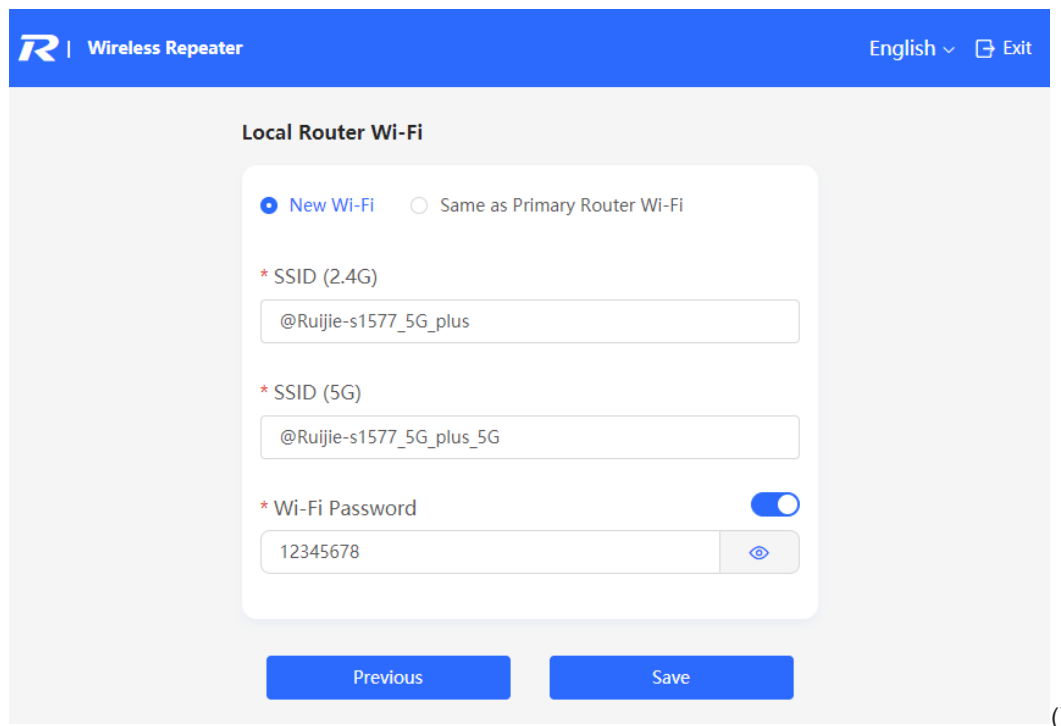 R | Wireless Repeater English Exit
Local Router Wi-Fi
New Wi-Fi Same as Primary Router Wi-Fi
* SSID (2.4G)
@Ruijie-s1577_5G_plus
* SSID (5G)
@Ruijie-s1577_5G_plus_5G
* Wi-Fi Password
12345678
Previous Save
(